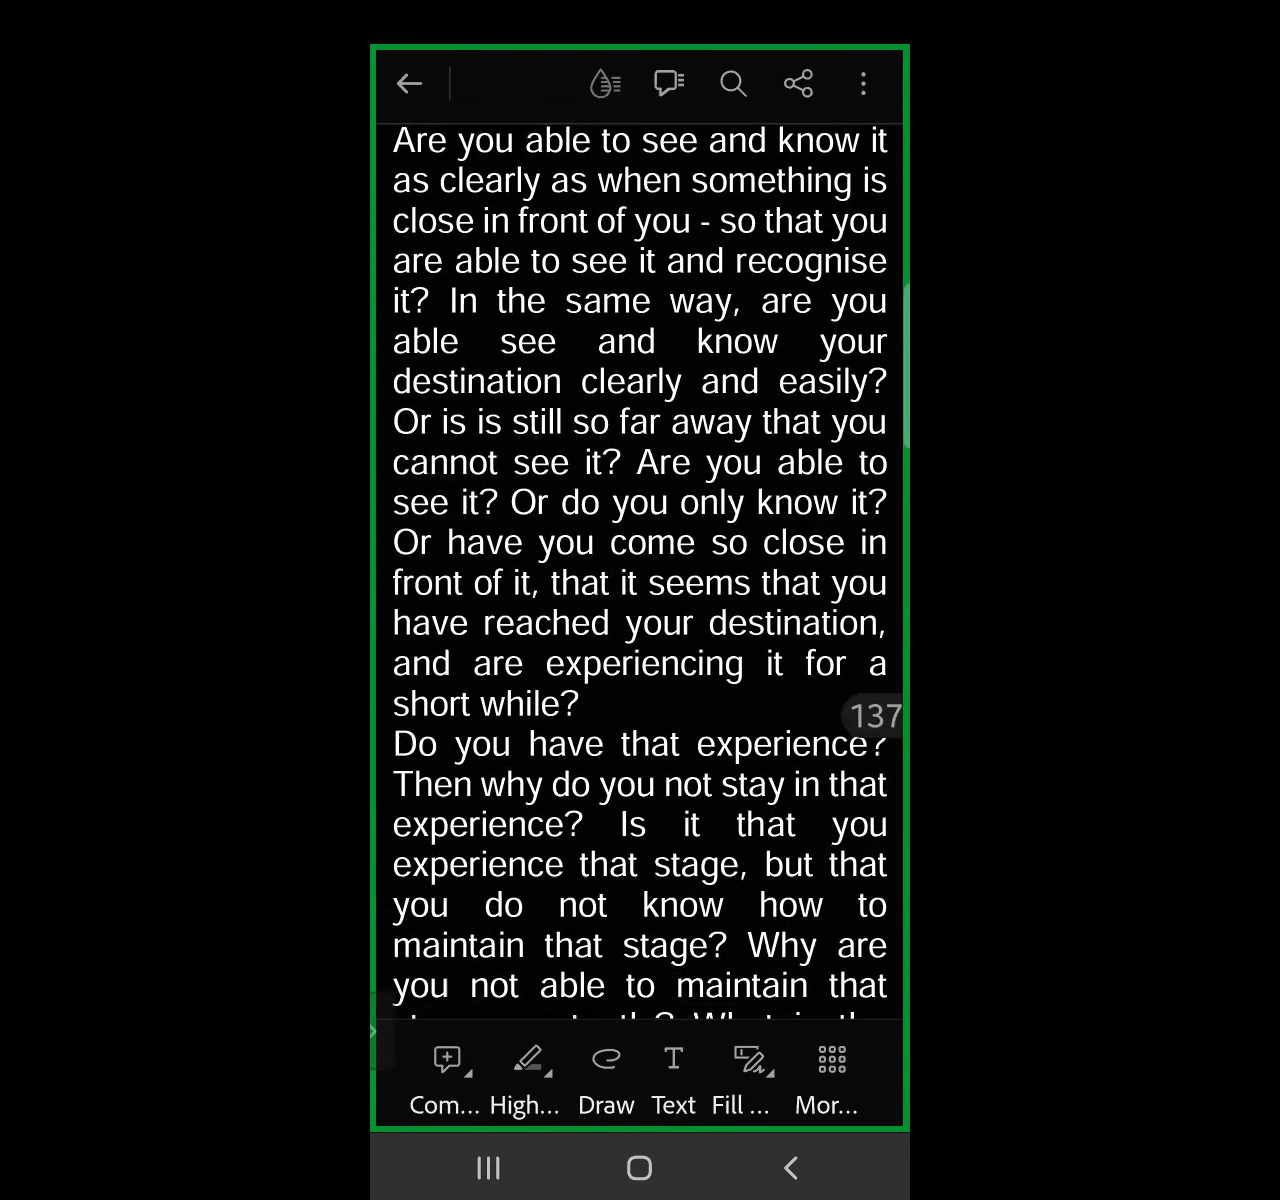 Are you able to see and know it
as clearly as when something is
close in front of you - so that you
are able to see it and recognise
it? In the same way, are you
able see and know your
destination clearly and easily?
Or is is still so far away that you
cannot see it? Are you able to
see it? Or do you only know it?
Or have you come so close in
front of it, that it seems that you
have reached your destination,
and are experiencing it for a
short while?
137
Do you have that experience?
Then why do you not stay in that
experience? Is it that you
experience that stage, but that
you do not know how to
maintain that stage? Why are
you not able to maintain that
Com... High... Draw Text Fill ... Mor...